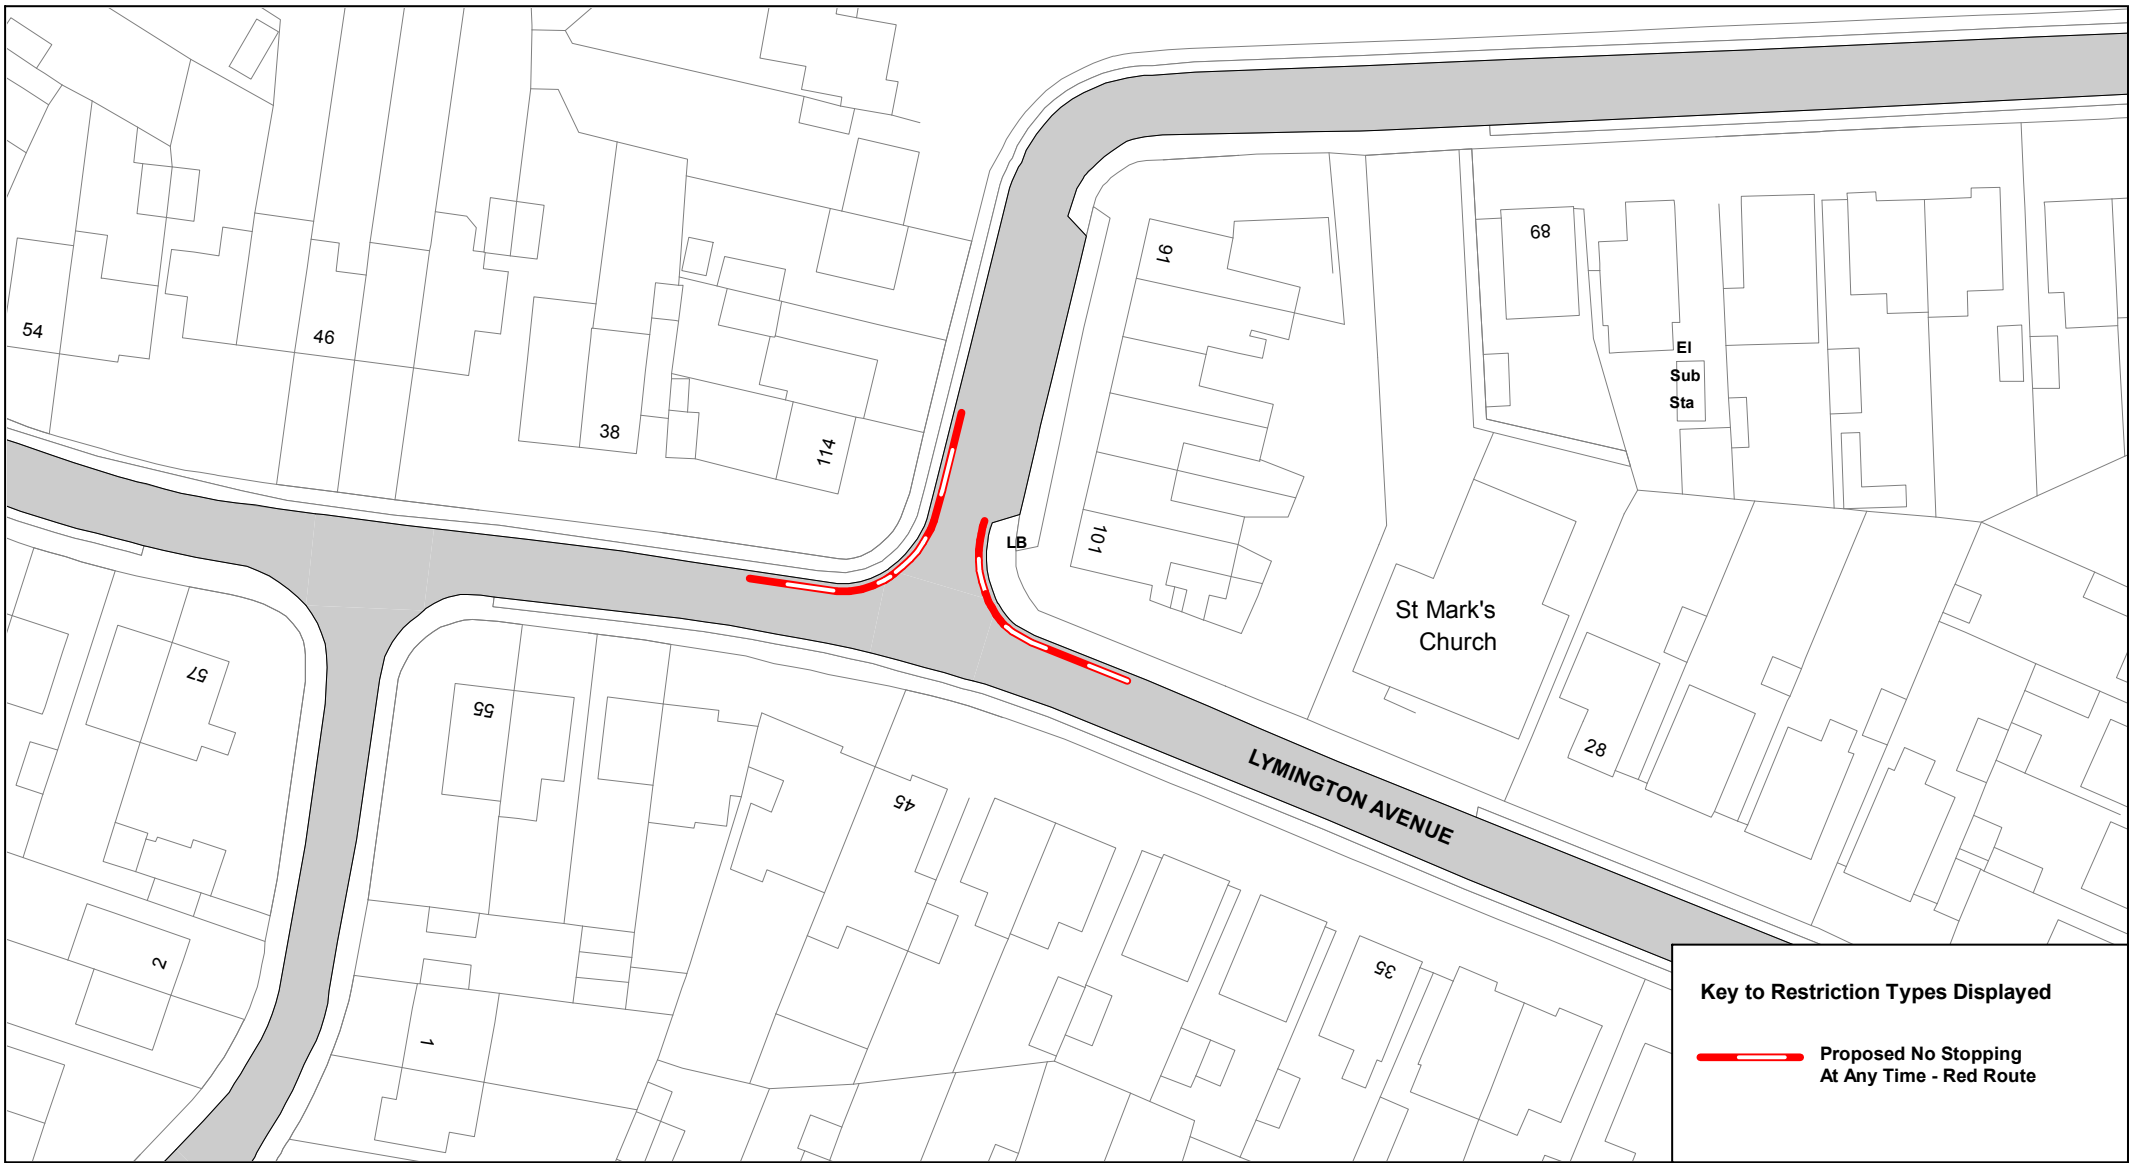 91
68
54
46
El
Sub
Sta
38
114
LB
101
St Mark's
Church
57
55
28
LYMINGTON AVENUE
45
2
35
1
Key to Restriction Types Displayed
Proposed No Stopping
At Any Time - Red Route